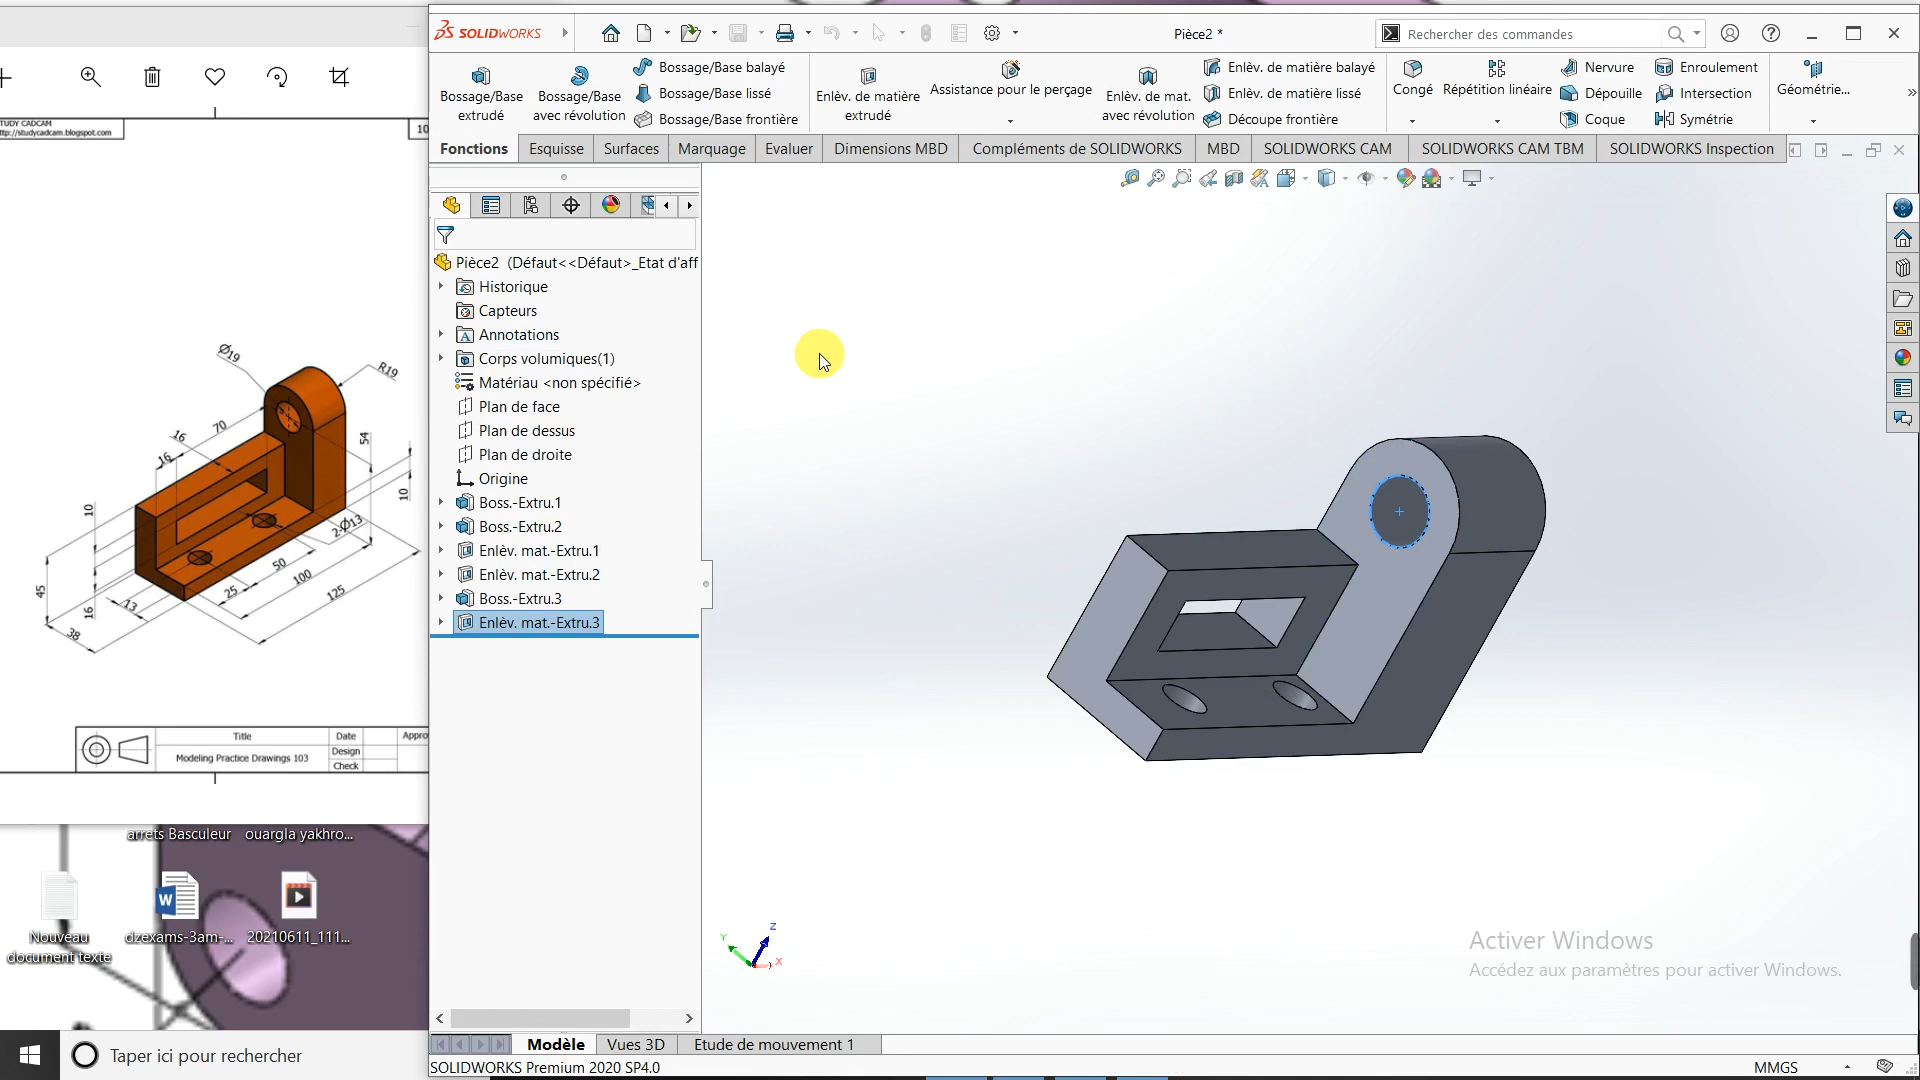 TUDY CADCAM
ttp://studycadcam.blogspot.com
10
Ø19
R19
70
16
16
54
10
10
2-Ø13
50
100
25
125
45
16
13
38
Title
Date
Appro
Modeling Practice Drawings 103
Design
Check
arrets Basculeur
ouargla yakhro...
Nouveau
document texte
dzexams-3am-...
20210611_111...
Taper ici pour rechercher
SOLIDWORKS
Pièce2 *
Rechercher des commandes
Bossage/Base
extrudé
Bossage/Base
avec révolution
Bossage/Base balayé
Bossage/Base lissé
Bossage/Base frontière
Enlèv. de matière
extrudé
Assistance pour le perçage
Enlèv. de mat.
avec révolution
Enlèv. de matière balayé
Enlèv. de matière lissé
Découpe frontière
Congé
Répétition linéaire
Nervure
Dépouille
Coque
Enroulement
Intersection
Symétrie
Géométrie...
Fonctions
Esquisse
Surfaces
Marquage
Evaluer
Dimensions MBD
Compléments de SOLIDWORKS
MBD
SOLIDWORKS CAM
SOLIDWORKS CAM TBM
SOLIDWORKS Inspection
Pièce2 (Défaut<<Défaut>_Etat d'aff
Historique
Capteurs
Annotations
Corps volumiques(1)
Matériau <non spécifié>
Plan de face
Plan de dessus
Plan de droite
Origine
Boss.-Extru.1
Boss.-Extru.2
Enlèv. mat.-Extru.1
Enlèv. mat.-Extru.2
Boss.-Extru.3
Enlèv. mat.-Extru.3
Y
Z
X
Activer Windows
Accédez aux paramètres pour activer Windows.
Modèle
Vues 3D
Etude de mouvement 1
SOLIDWORKS Premium 2020 SP4.0
MMGS